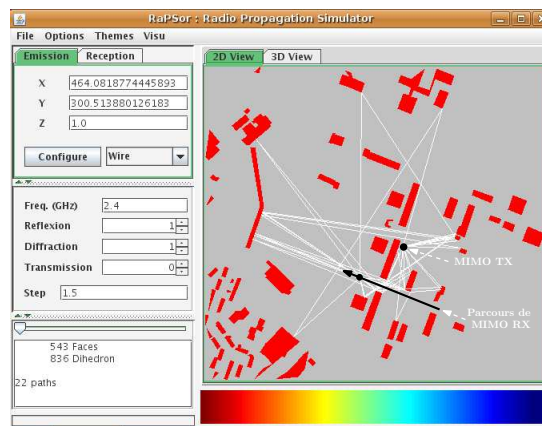 RaPSor : Radio Propagation Simulator
File Options Themes Visu
Emission Reception
X 464.0818774445893
Y 300.513880126183
Z 1.0
Configure Wire
Freq. (GHz) 2.4
Reflexion 1
Diffraction 1
Transmission 0
Step 1.5
543 Faces
836 Dihedron
22 paths
2D View 3D View
MIMO TX
Parcours de
MIMO RX